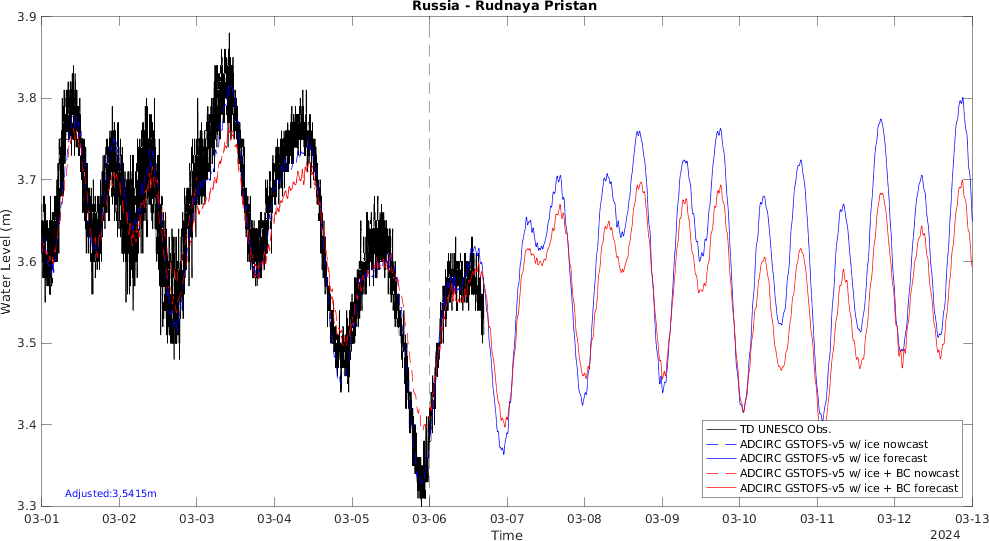 Russia - Rudnaya Pristan
3.9
3.8
3.7
3.6
3.5
3.4
3.3
Water Level (m)
Adjusted:3.5415m
TD UNESCO Obs.
ADCIRC GSTOFS-v5 w/ ice nowcast
ADCIRC GSTOFS-v5 w/ ice forecast
ADCIRC GSTOFS-v5 w/ ice + BC nowcast
ADCIRC GSTOFS-v5 w/ ice + BC forecast
03-01 03-02 03-03 03-04 03-05 03-06 03-07 03-08 03-09 03-10 03-11 03-12 03-13
Time
2024